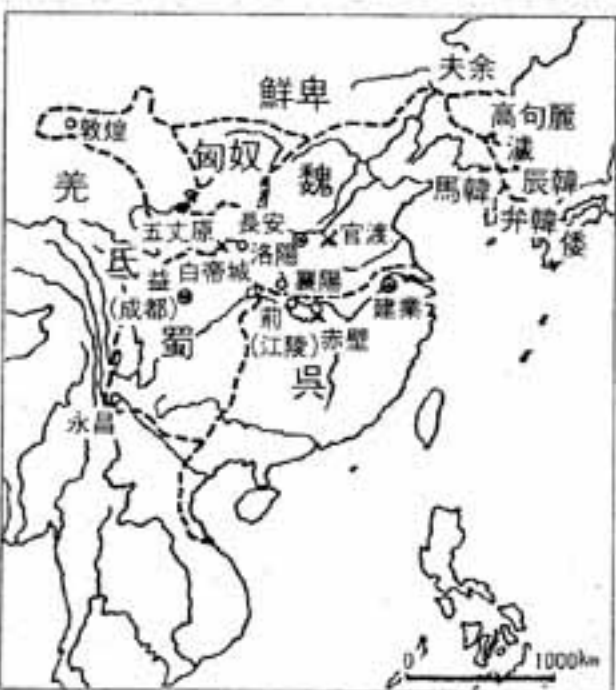 夫余
鮮卑
高句麗
敦煌
濊
匈奴
魏
羌
馬韓
辰韓
弁韓
倭
五丈原
長安
洛陽
官渡
氐
益
(成都)
白帝城
襄陽
建業
荊
(江陵)
赤壁
蜀
呉
永昌
0
1000km